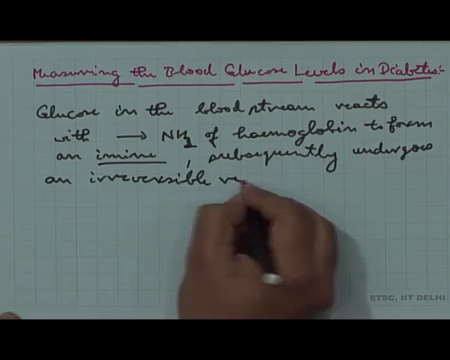 Measuring the Blood Glucose Levels in Diabetes:-
Glucose in the blood stream reacts
with → NH2 of haemoglobin to form
an imine, subsequently undergoes
an irreversible re
ETSC, IIT DELHI